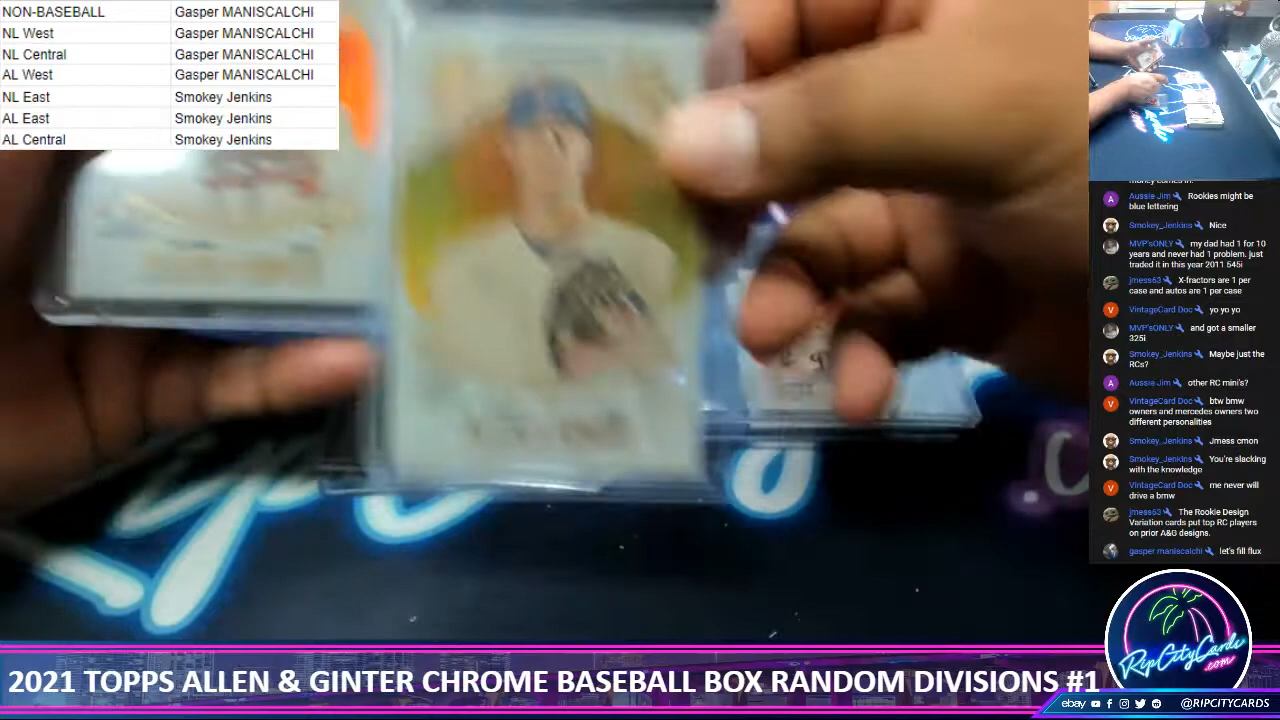 NON-BASEBALL Gasper MANISCALCHI
NL West Gasper MANISCALCHI
NL Central Gasper MANISCALCHI
AL West Gasper MANISCALCHI
NL East Smokey Jenkins
AL East Smokey Jenkins
AL Central Smokey Jenkins
A Aussie Jim Rookies might be
blue lettering
Smokey_Jenkins Nice
MVP'sONLY my dad had 1 for 10
years and never had 1 problem. just
traded it in this year 2011 545i
jmess63 X-fractors are 1 per
case and autos are 1 per case
V VintageCard Doc yo yo yo
MVP'sONLY and got a smaller
325i
Smokey_Jenkins Maybe just the
RCs?
A Aussie Jim other RC mini's?
V VintageCard Doc btw bmw
owners and mercedes owners two
different personalities
Smokey_Jenkins Jmess cmon
Smokey_Jenkins You're slacking
with the knowledge
V VintageCard Doc me never will
drive a bmw
jmess63 The Rookie Design
Variation cards put top RC players
on prior A&G designs.
gasper maniscalchi let's fill flux
RipCityCards
.com
2021 TOPPS ALLEN & GINTER CHROME BASEBALL BOX RANDOM DIVISIONS #1
ebay @RIPCITYCARDS